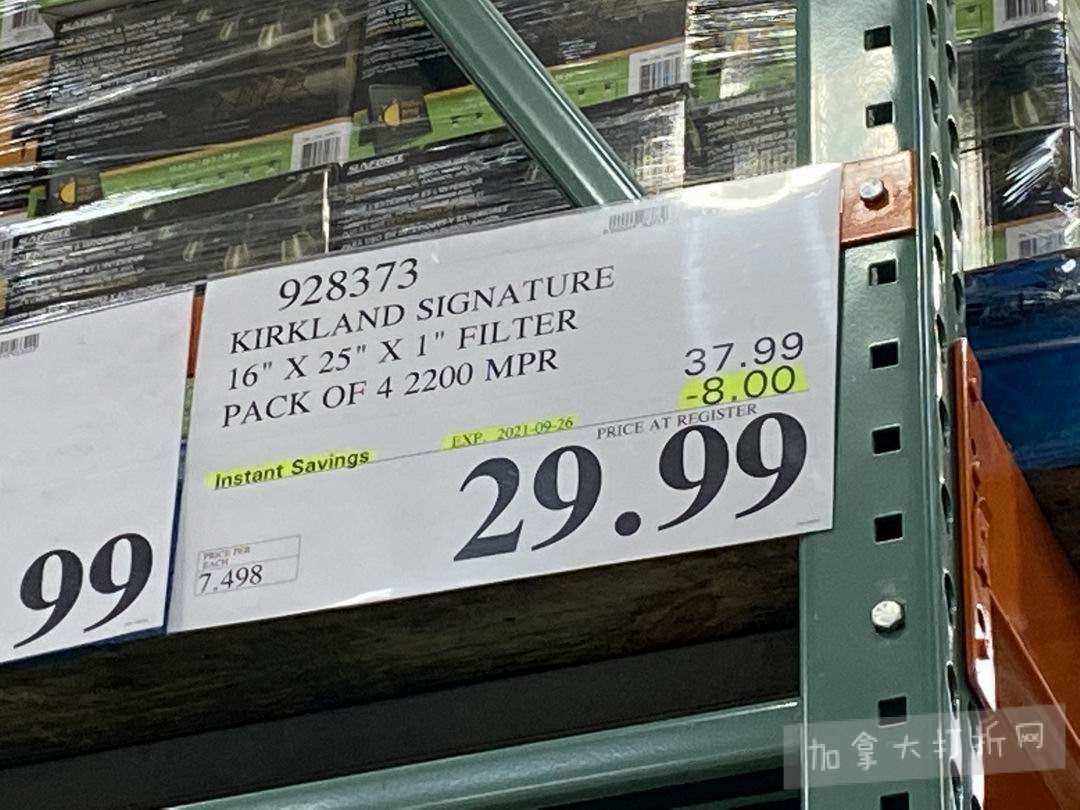 SUNFORCE
928373
KIRKLAND SIGNATURE
16" X 25" X 1" FILTER
PACK OF 4 2200 MPR
37.99
-8.00
EXP. 2021-09-26
PRICE AT REGISTER
Instant Savings
29.99
PRICE PER
EACH
7.498
99
加拿大打折网